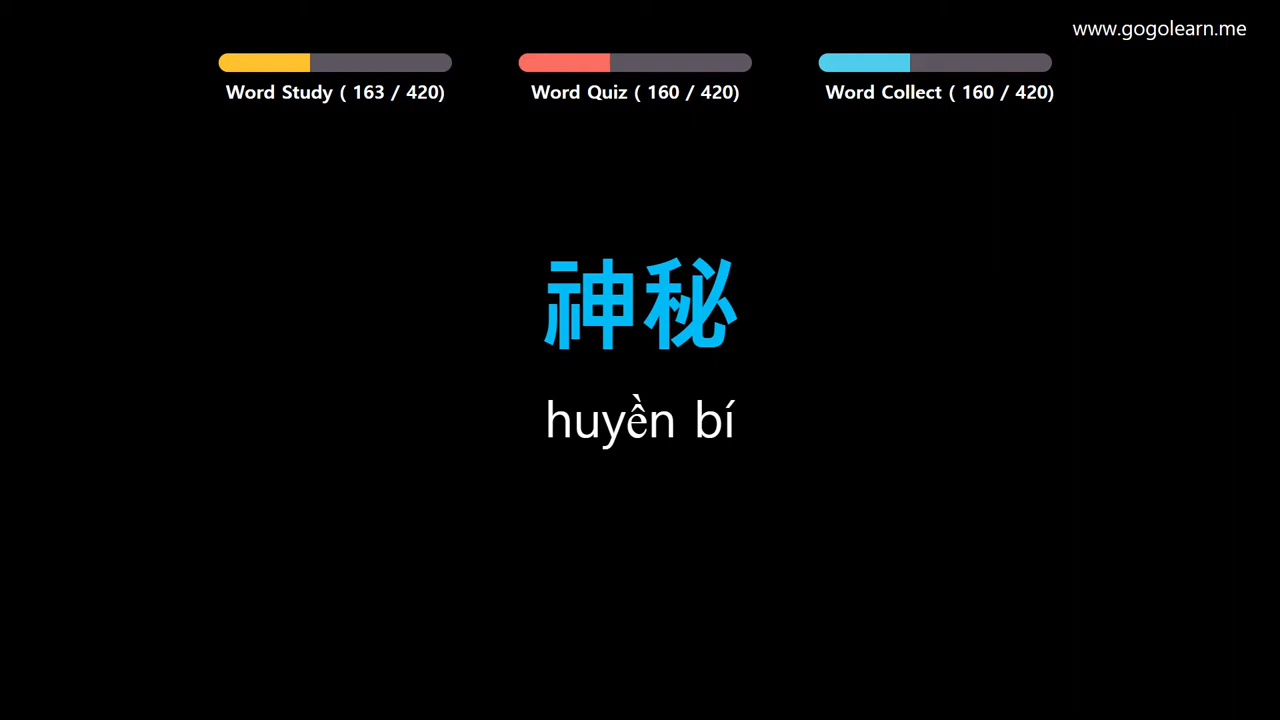 www.gogolearn.me
Word Study ( 163 / 420)
Word Quiz ( 160 / 420)
Word Collect ( 160 / 420)
神秘
huyền bí